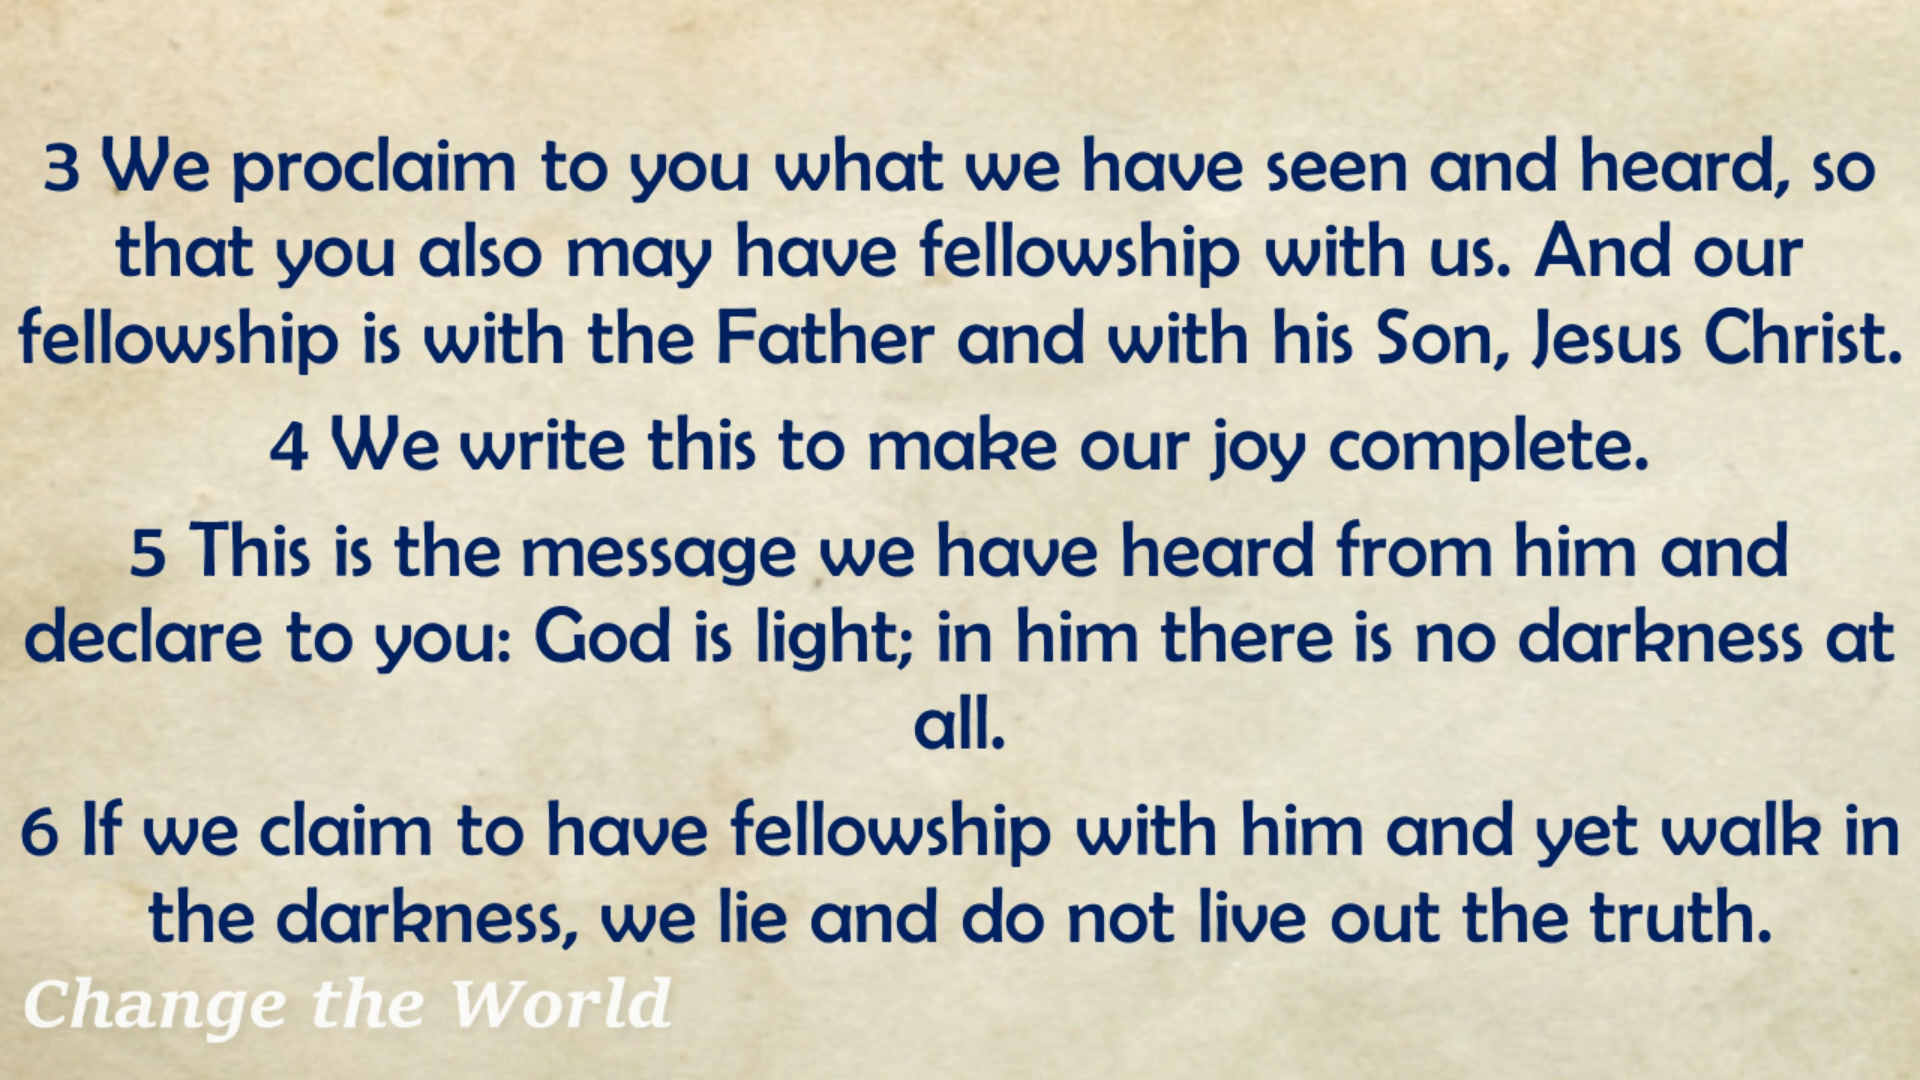 3 We proclaim to you what we have seen and heard, so
that you also may have fellowship with us. And our
fellowship is with the Father and with his Son, Jesus Christ.
4 We write this to make our joy complete.
5 This is the message we have heard from him and
declare to you: God is light; in him there is no darkness at
all.
6 If we claim to have fellowship with him and yet walk in
the darkness, we lie and do not live out the truth.
Change the World